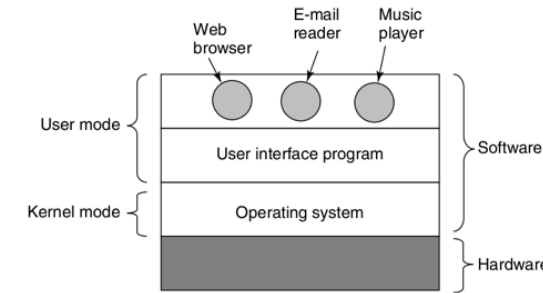 Web
browser
E-mail
reader
Music
player
User mode
User interface program
Software
Kernel mode
Operating system
Hardware